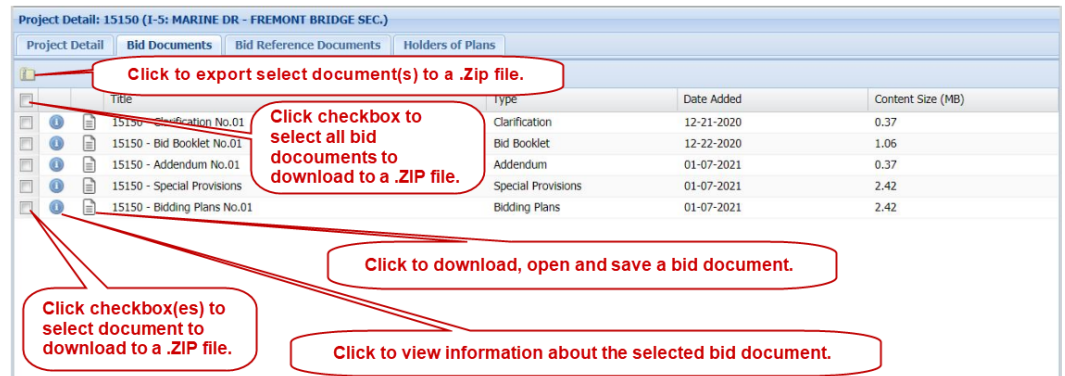 Project Detail: 15150 (I-5: MARINE DR - FREMONT BRIDGE SEC.)
Project Detail Bid Documents Bid Reference Documents Holders of Plans
Click to export select document(s) to a .Zip file.
Title Type Date Added Content Size (MB)
15150 - Clarification No.01 Clarification 12-21-2020 0.37
15150 - Bid Booklet No.01 Bid Booklet 12-22-2020 1.06
15150 - Addendum No.01 Addendum 01-07-2021 0.37
15150 - Special Provisions Special Provisions 01-07-2021 2.42
15150 - Bidding Plans No.01 Bidding Plans 01-07-2021 2.42
Click checkbox to
select all bid
docouments to
download to a .ZIP file.
Click to download, open and save a bid document.
Click checkbox(es) to
select document to
download to a .ZIP file.
Click to view information about the selected bid document.